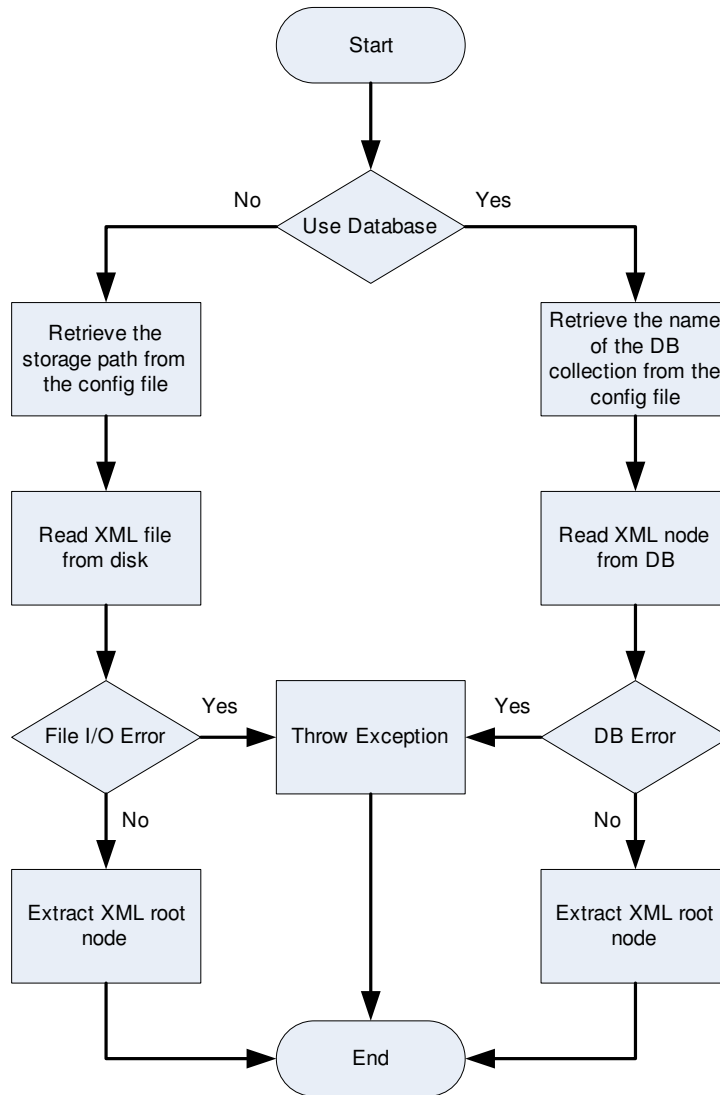 Start
No
Yes
Use Database
Retrieve the
storage path from
the config file
Retrieve the name
of the DB
collection from the
config file
Read XML file
from disk
Read XML node
from DB
File I/O Error
Yes
Throw Exception
Yes
DB Error
No
No
Extract XML root
node
Extract XML root
node
End